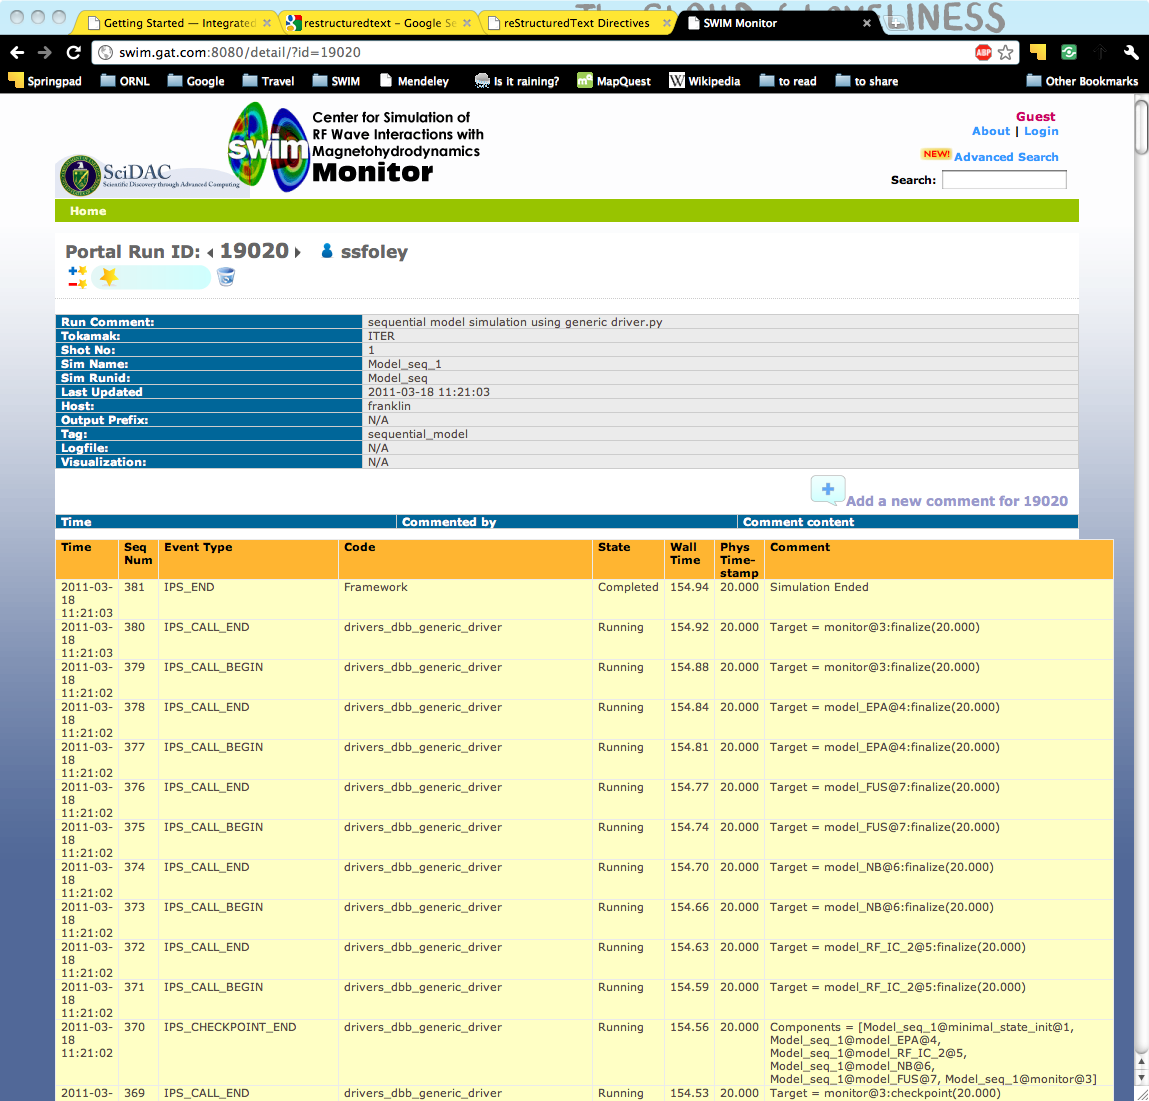 Getting Started — Integrated
restructuredtext – Google Se
reStructuredText Directives
SWIM Monitor
LINESS
swim.gat.com:8080/detail/?id=19020
ABP
Springpad ORNL Google Travel SWIM Mendeley Is it raining? MapQuest Wikipedia to read to share Other Bookmarks
swim
Center for Simulation of
RF Wave Interactions with
Magnetohydrodynamics
Monitor
SciDAC
Scientific Discovery through Advanced Computing
Guest
About | Login
NEW! Advanced Search
Search:
Home
Portal Run ID: 19020 ssfoley
Run Comment: sequential model simulation using generic driver.py
Tokamak: ITER
Shot No: 1
Sim Name: Model_seq_1
Sim Runid: Model_seq
Last Updated 2011-03-18 11:21:03
Host: franklin
Output Prefix: N/A
Tag: sequential_model
Logfile: N/A
Visualization: N/A
Add a new comment for 19020
Time Commented by Comment content
Time Seq Event Type Code State Wall Phys Comment
Num Time Time-
stamp
2011-03- 381 IPS_END Framework Completed 154.94 20.000 Simulation Ended
18
11:21:03
2011-03- 380 IPS_CALL_END drivers_dbb_generic_driver Running 154.92 20.000 Target = monitor@3:finalize(20.000)
18
11:21:03
2011-03- 379 IPS_CALL_BEGIN drivers_dbb_generic_driver Running 154.88 20.000 Target = monitor@3:finalize(20.000)
18
11:21:02
2011-03- 378 IPS_CALL_END drivers_dbb_generic_driver Running 154.84 20.000 Target = model_EPA@4:finalize(20.000)
18
11:21:02
2011-03- 377 IPS_CALL_BEGIN drivers_dbb_generic_driver Running 154.81 20.000 Target = model_EPA@4:finalize(20.000)
18
11:21:02
2011-03- 376 IPS_CALL_END drivers_dbb_generic_driver Running 154.77 20.000 Target = model_FUS@7:finalize(20.000)
18
11:21:02
2011-03- 375 IPS_CALL_BEGIN drivers_dbb_generic_driver Running 154.74 20.000 Target = model_FUS@7:finalize(20.000)
18
11:21:02
2011-03- 374 IPS_CALL_END drivers_dbb_generic_driver Running 154.70 20.000 Target = model_NB@6:finalize(20.000)
18
11:21:02
2011-03- 373 IPS_CALL_BEGIN drivers_dbb_generic_driver Running 154.66 20.000 Target = model_NB@6:finalize(20.000)
18
11:21:02
2011-03- 372 IPS_CALL_END drivers_dbb_generic_driver Running 154.63 20.000 Target = model_RF_IC_2@5:finalize(20.000)
18
11:21:02
2011-03- 371 IPS_CALL_BEGIN drivers_dbb_generic_driver Running 154.59 20.000 Target = model_RF_IC_2@5:finalize(20.000)
18
11:21:02
2011-03- 370 IPS_CHECKPOINT_END drivers_dbb_generic_driver Running 154.56 20.000 Components = [Model_seq_1@minimal_state_init@1,
18 Model_seq_1@model_EPA@4,
11:21:02 Model_seq_1@model_RF_IC_2@5,
Model_seq_1@model_NB@6,
Model_seq_1@model_FUS@7, Model_seq_1@monitor@3]
2011-03- 369 IPS_CALL_END drivers_dbb_generic_driver Running 154.53 20.000 Target = monitor@3:checkpoint(20.000)